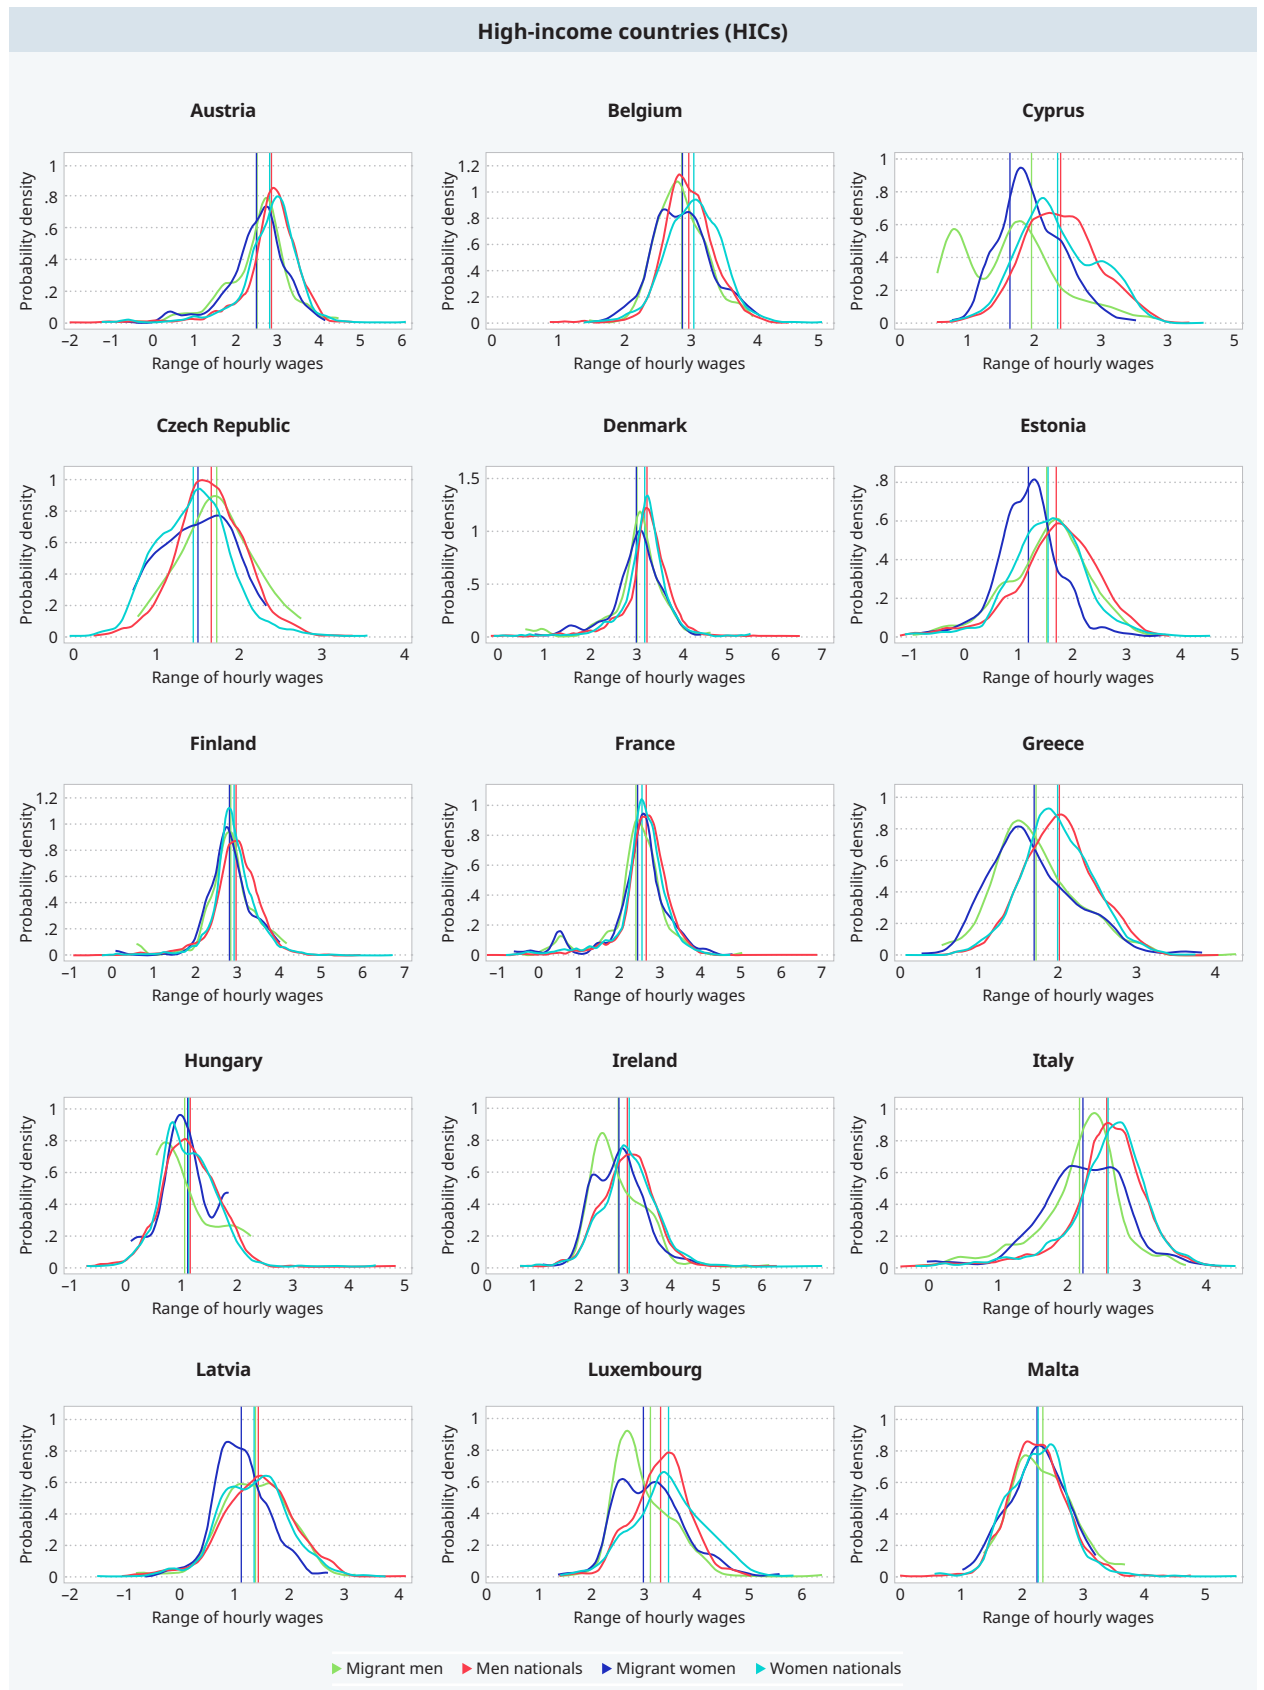 High-income countries (HICs)
Austria
Belgium
Cyprus
Probability density
1
.8
.6
.4
.2
0
−2 −1 0 1 2 3 4 5 6
Range of hourly wages
Probability density
1.2
1
.8
.6
.4
.2
0
0 1 2 3 4 5
Range of hourly wages
Probability density
1
.8
.6
.4
.2
0
0 1 2 3 3 5
Range of hourly wages
Czech Republic
Denmark
Estonia
Probability density
1
.8
.6
.4
.2
0
0 1 2 3 4
Range of hourly wages
Probability density
1.5
1
.5
0
0 1 2 3 4 5 6 7
Range of hourly wages
Probability density
.8
.6
.4
.2
0
−1 0 1 2 3 4 5
Range of hourly wages
Finland
France
Greece
Probability density
1.2
1
.8
.6
.4
.2
0
−1 0 1 2 3 4 5 6 7
Range of hourly wages
Probability density
1
.8
.6
.4
.2
0
−1 0 1 2 3 4 5 6 7
Range of hourly wages
Probability density
1
.8
.6
.4
.2
0
0 1 2 3 4
Range of hourly wages
Hungary
Ireland
Italy
Probability density
1
.8
.6
.4
.2
0
−1 0 1 2 3 4 5
Range of hourly wages
Probability density
1
.8
.6
.4
.2
0
0 1 2 3 4 5 6 7
Range of hourly wages
Probability density
1
.8
.6
.4
.2
0
0 1 2 3 4
Range of hourly wages
Latvia
Luxembourg
Malta
Probability density
1
.8
.6
.4
.2
0
−2 −1 0 1 2 3 4
Range of hourly wages
Probability density
1
.8
.6
.4
.2
0
0 1 2 3 4 5 6
Range of hourly wages
Probability density
1
.8
.6
.4
.2
0
0 1 2 3 4 5
Range of hourly wages
Migrant men Men nationals Migrant women Women nationals